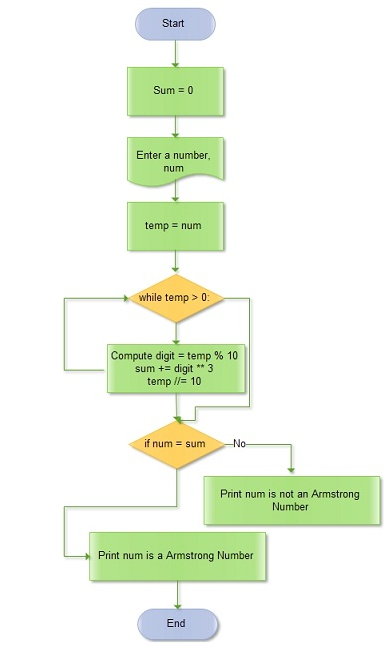 Start
Sum = 0
Enter a number,
num
temp = num
while temp > 0:
Compute digit = temp % 10
sum += digit ** 3
temp //= 10
if num = sum
No
Print num is not an Armstrong
Number
Print num is a Armstrong Number
End